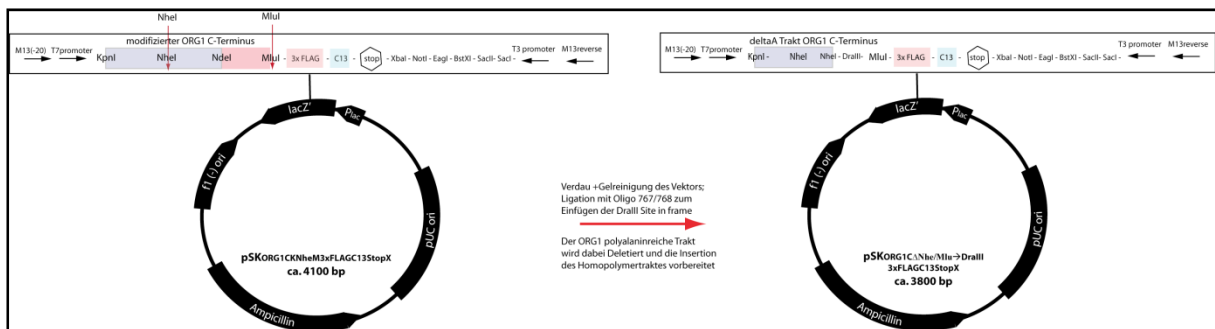 NheI MluI
modifizierter ORG1 C-Terminus
M13(-20) T7promoter T3 promoter M13reverse
KpnI NheI NdeI MluI - 3x FLAG - C13 - stop - XbaI - NotI - EagI - BstXI - SacII- SacI -
lacZ'
Plac
f1 (-) ori
pUC ori
Ampicillin
pSKORG1CKNheM3xFLAGC13StopX
ca. 4100 bp
Verdau +Gelreinigung des Vektors;
Ligation mit Oligo 767/768 zum
Einfügen der DraIII Site in frame
Der ORG1 polyalaninreiche Trakt
wird dabei Deletiert und die Insertion
des Homopolymertraktes vorbereitet
deltaA Trakt ORG1 C-Terminus
M13(-20) T7promoter T3 promoter M13reverse
KpnI - NheI NheI- DraIII- MluI - 3x FLAG - C13 - stop - XbaI - NotI - EagI - BstXI - SacII- SacI -
lacZ'
Plac
f1 (-) ori
pUC ori
Ampicillin
pSKORG1CΔNhe/Mlu→DraIII
3xFLAGC13StopX
ca. 3800 bp